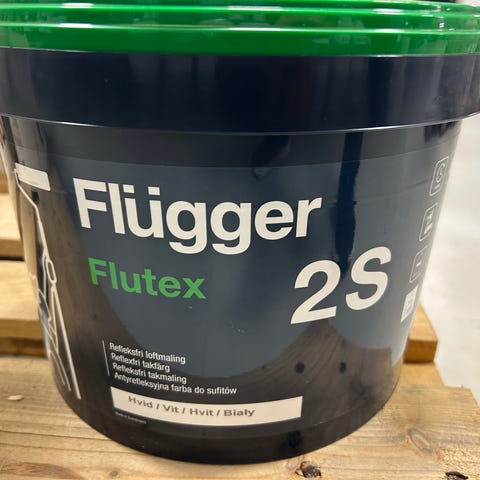 Flügger
Flutex
2S
Refleksfri loftmaling
Reflexfri takfärg
Refleksfri takmaling
Antyrefleksyjna farba do sufitów
Hvid / Vit / Hvit / Biały